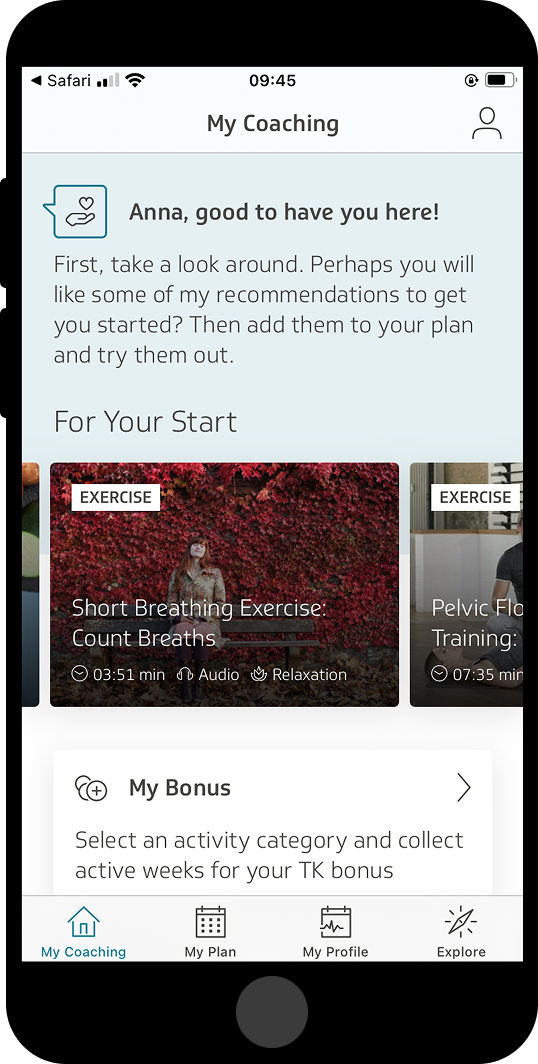 Safari
09:45
My Coaching
Anna, good to have you here!
First, take a look around. Perhaps you will
like some of my recommendations to get
you started? Then add them to your plan
and try them out.
For Your Start
EXERCISE
Short Breathing Exercise:
Count Breaths
03:51 min Audio Relaxation
EXERCISE
Pelvic
Training:
07:35 min
My Bonus
Select an activity category and collect
active weeks for your TK bonus
My Coaching
My Plan
My Profile
Explore